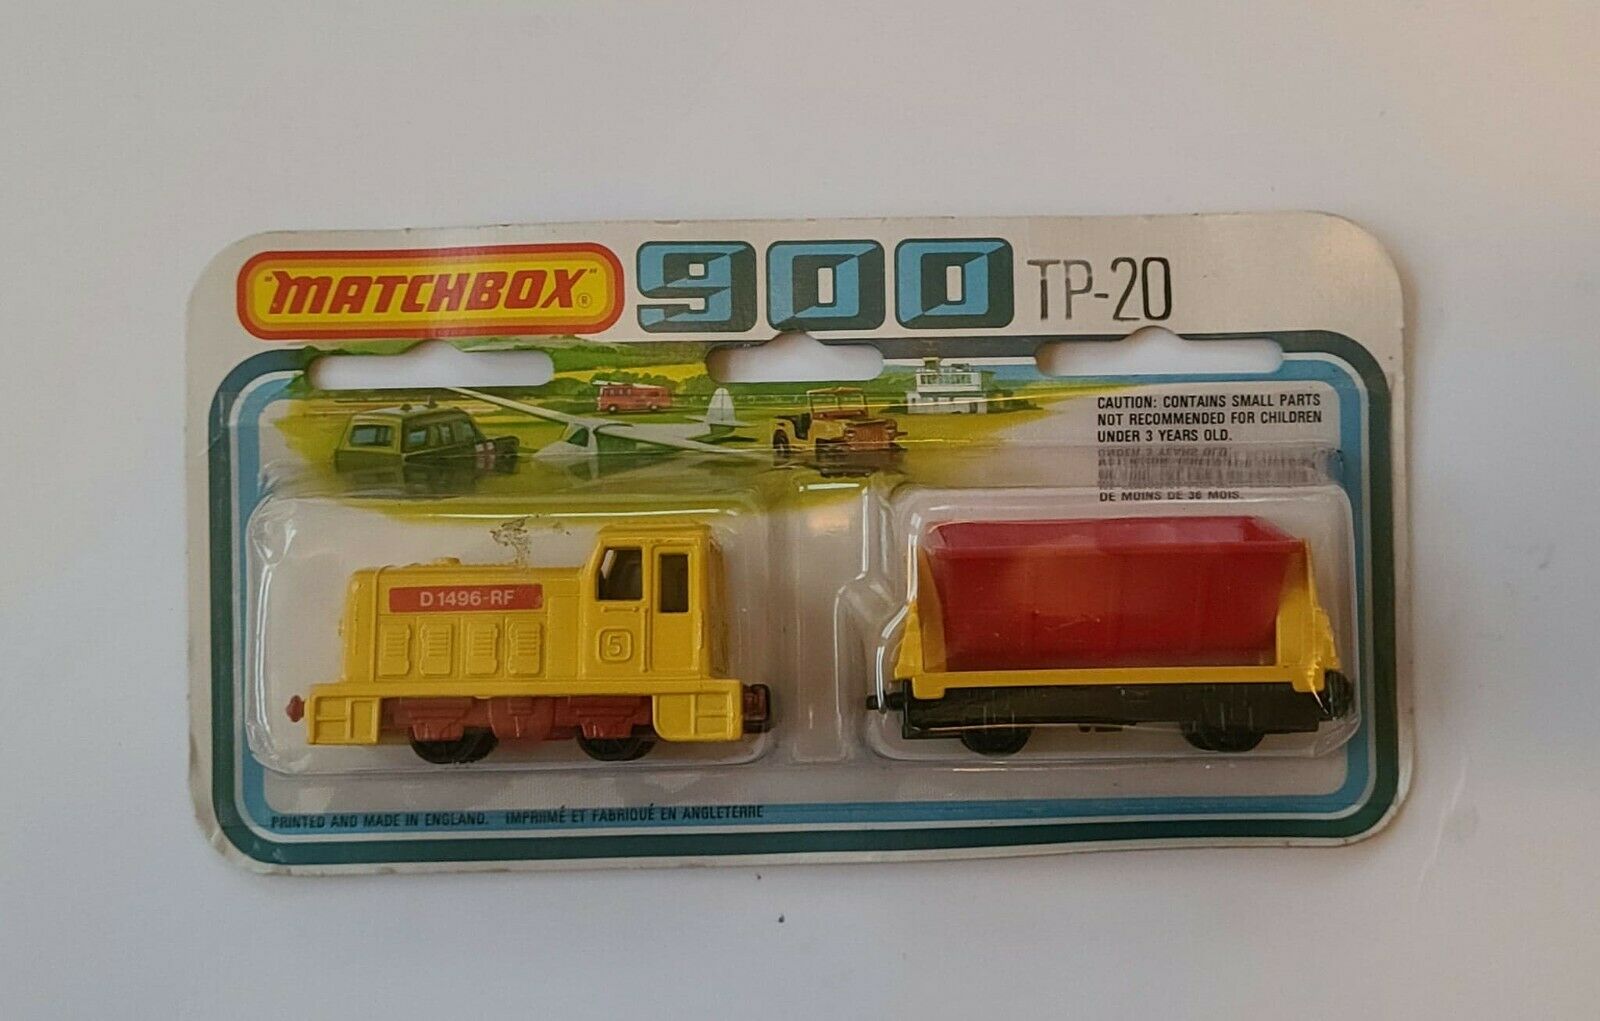 "MATCHBOX" ®
900 TP-20
CAUTION: CONTAINS SMALL PARTS
NOT RECOMMENDED FOR CHILDREN
UNDER 3 YEARS OLD.
DE MOINS DE 36 MOIS.
D1496-RF
5
PRINTED AND MADE IN ENGLAND. IMPRIMÉ ET FABRIQUÉ EN ANGLETERRE